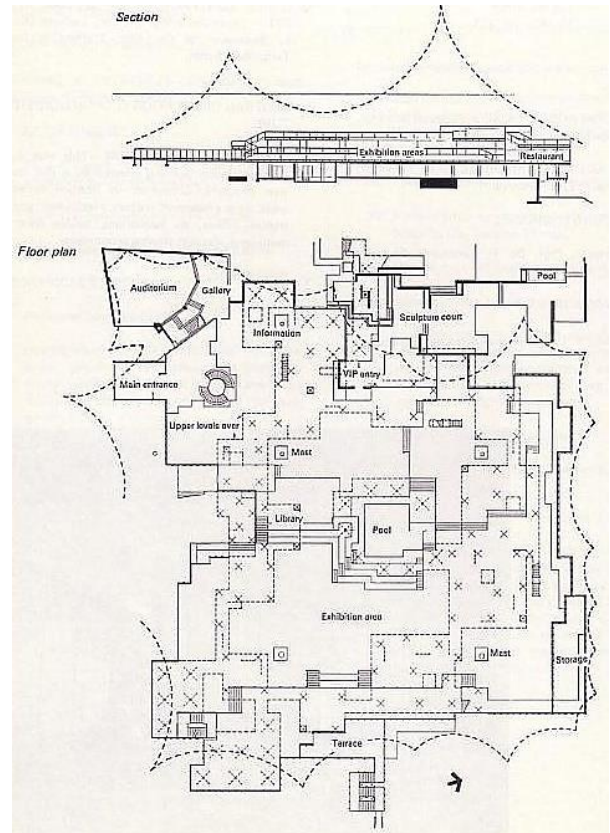 Section
Exhibition areas
Restaurant
Floor plan
Auditorium
Gallery
Pool
Information
Sculpture court
Main entrance
VIP entry
Upper levels over
Mast
Library
Pool
Exhibition area
Mast
Storage
Terrace